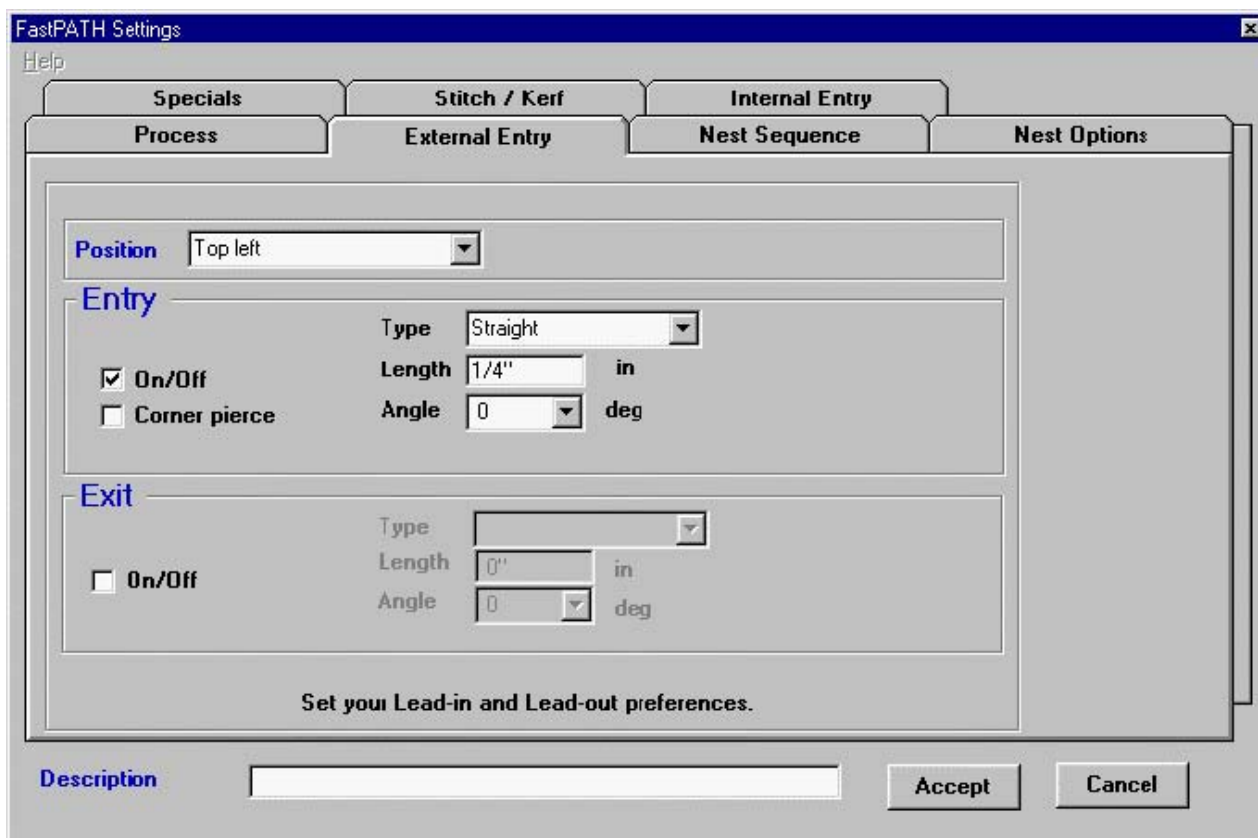 FastPATH Settings
Help
Specials
Stitch / Kerf
Internal Entry
Process
External Entry
Nest Sequence
Nest Options
Position
Top left
Entry
Type
Straight
On/Off
Length
1/4"
in
Corner pierce
Angle
0
deg
Exit
Type
Length
0"
in
On/Off
Angle
0
deg
Set your Lead-in and Lead-out preferences.
Description
Accept
Cancel